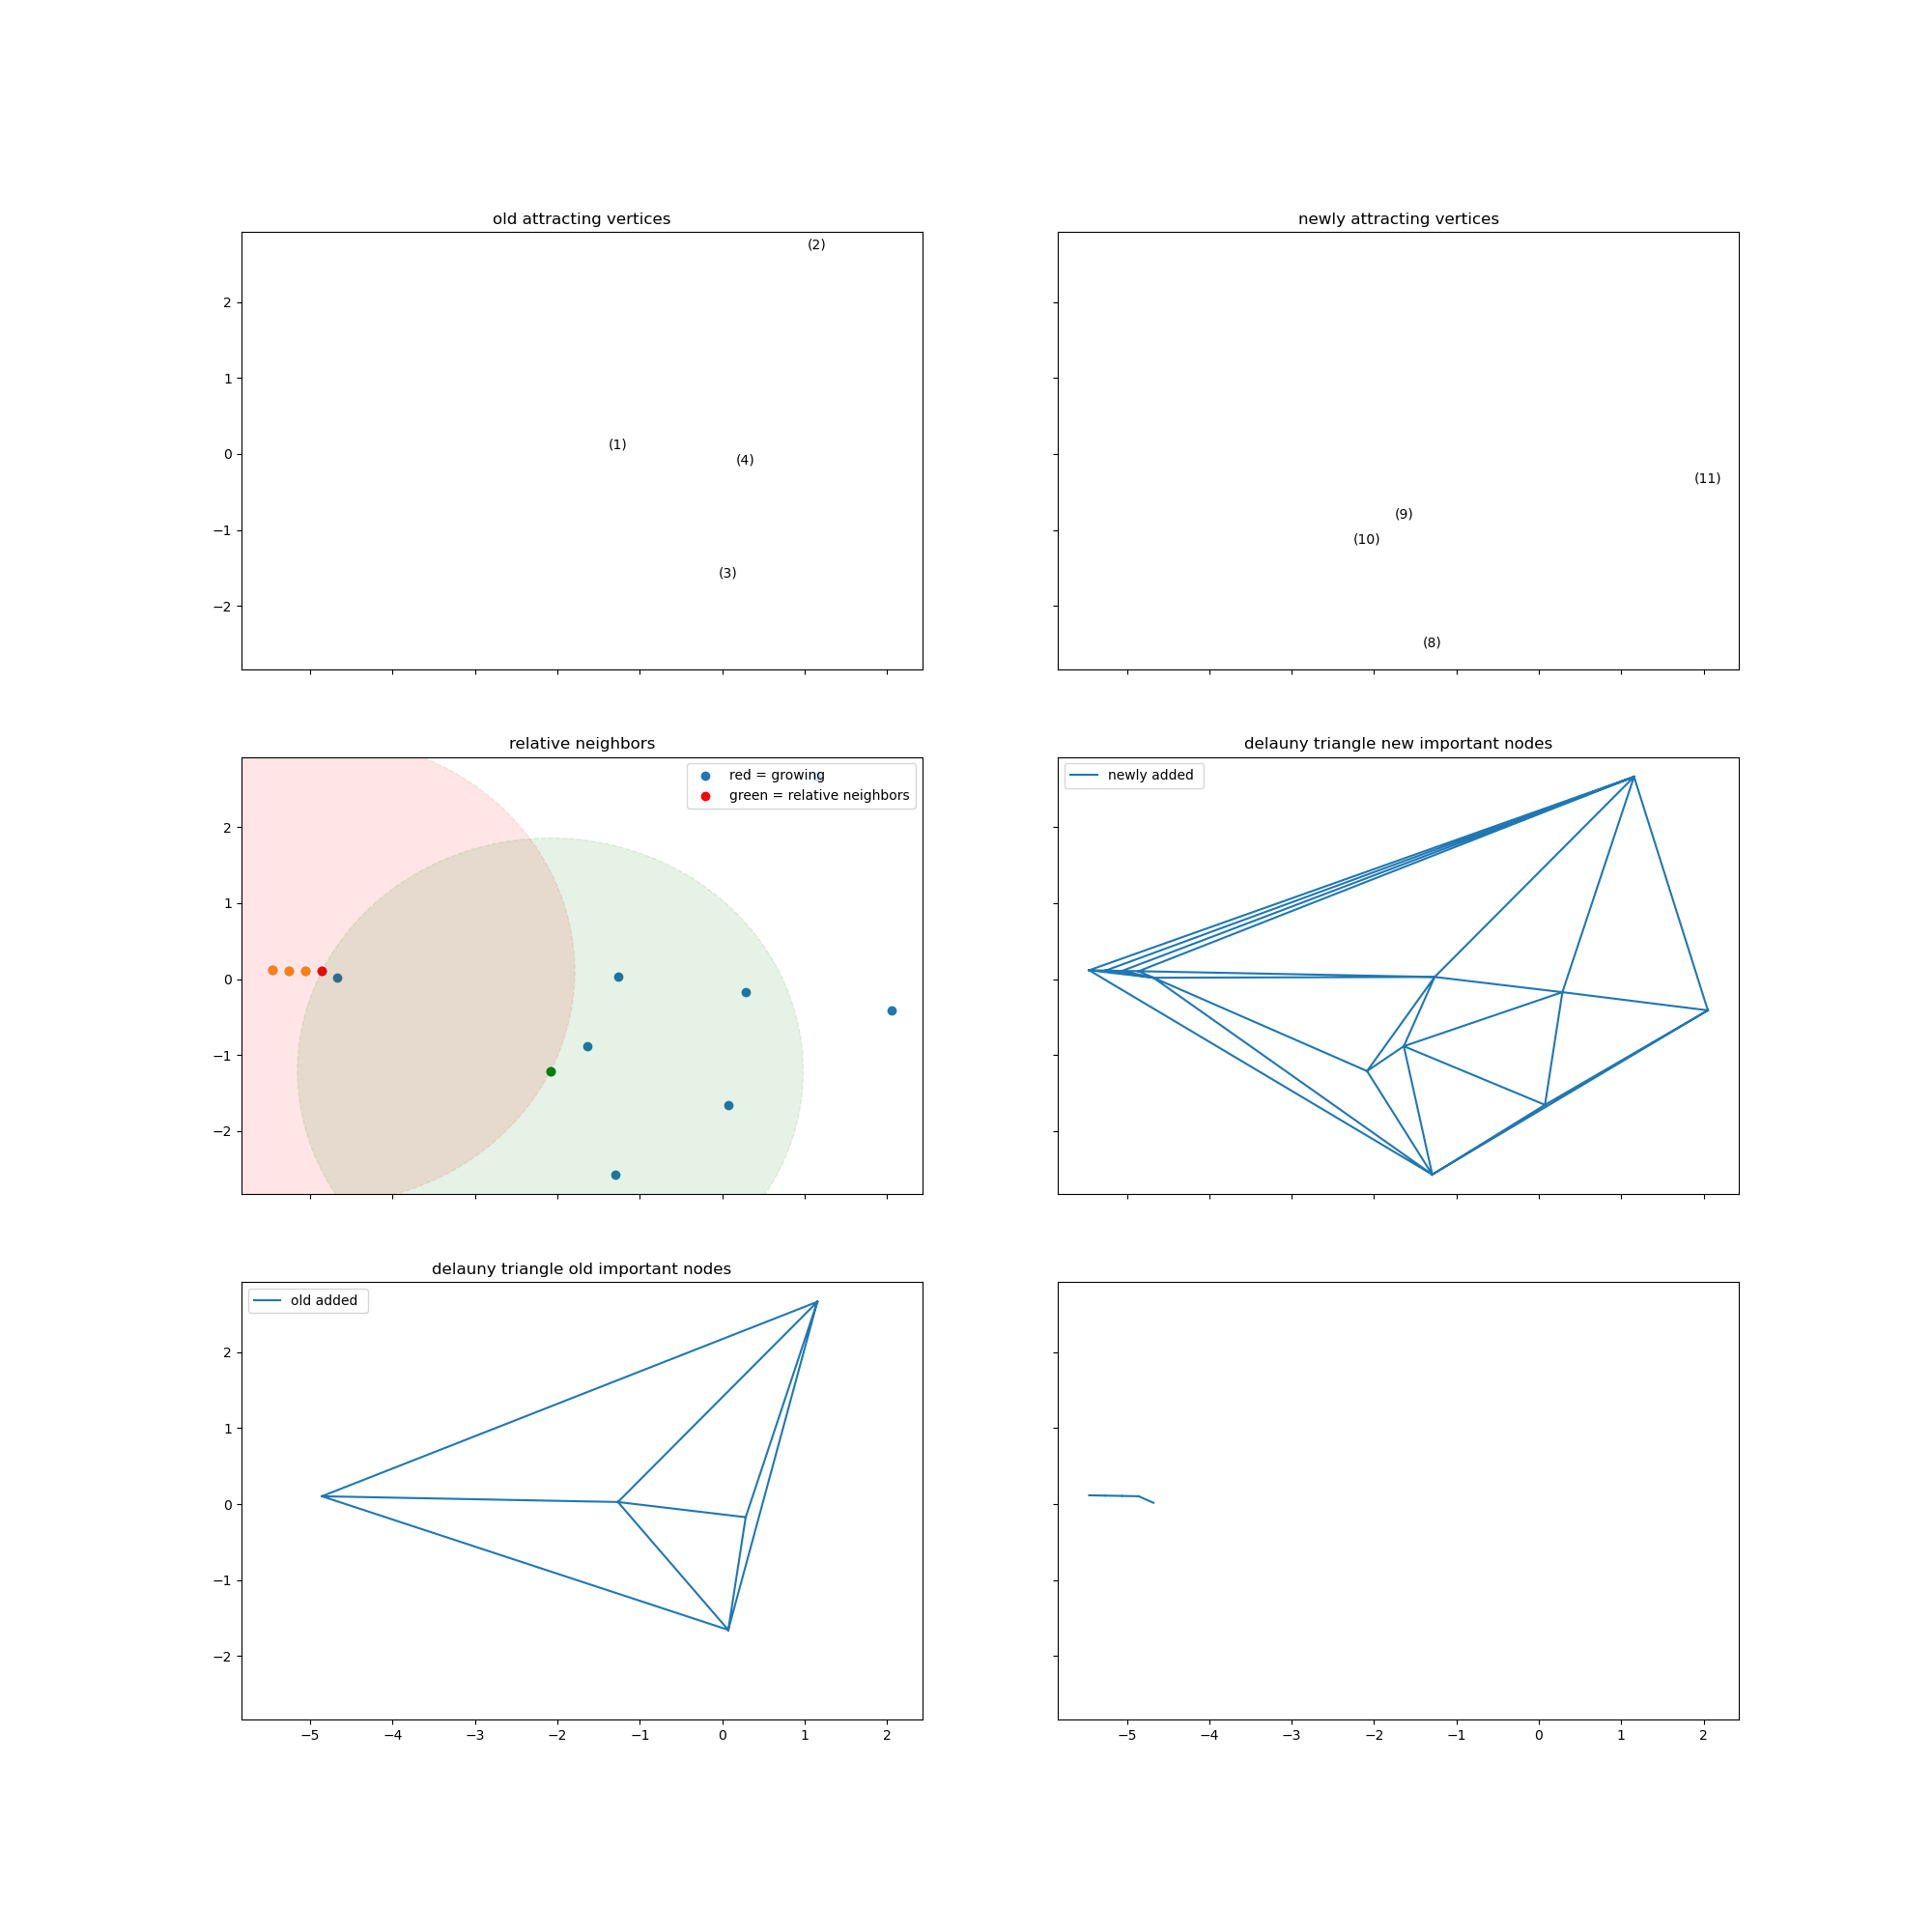 old attracting vertices
newly attracting vertices
(2)
2
1
0
−1
−2
(1)
(4)
(3)
(11)
(9)
(10)
(8)
relative neighbors
red = growing
green = relative neighbors
2
1
0
−1
−2
delauny triangle new important nodes
newly added
delauny triangle old important nodes
old added
2
1
0
−1
−2
−5 −4 −3 −2 −1 0 1 2
−5 −4 −3 −2 −1 0 1 2